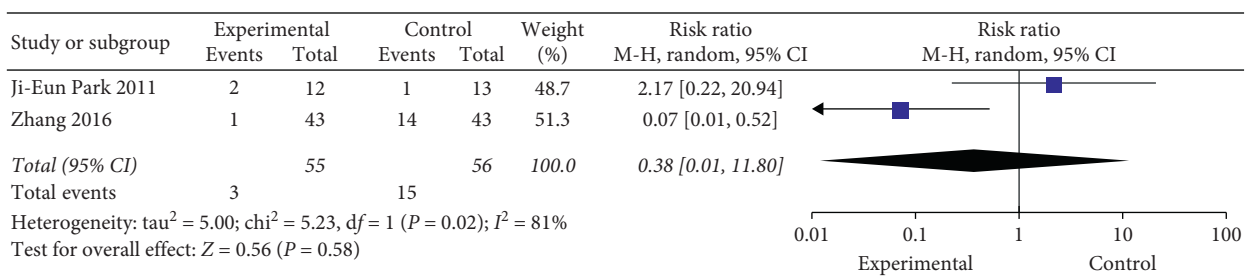 Study or subgroup Experimental Control Weight Risk ratio Risk ratio
Events Total Events Total (%) M-H, random, 95% CI M-H, random, 95% CI
Ji-Eun Park 2011 2 12 1 13 48.7 2.17 [0.22, 20.94]
Zhang 2016 1 43 14 43 51.3 0.07 [0.01, 0.52]
Total (95% CI) 55 56 100.0 0.38 [0.01, 11.80]
Total events 3 15
Heterogeneity: tau² = 5.00; chi² = 5.23, df = 1 (P = 0.02); I² = 81%
Test for overall effect: Z = 0.56 (P = 0.58)
0.01 0.1 1 10 100
Experimental Control